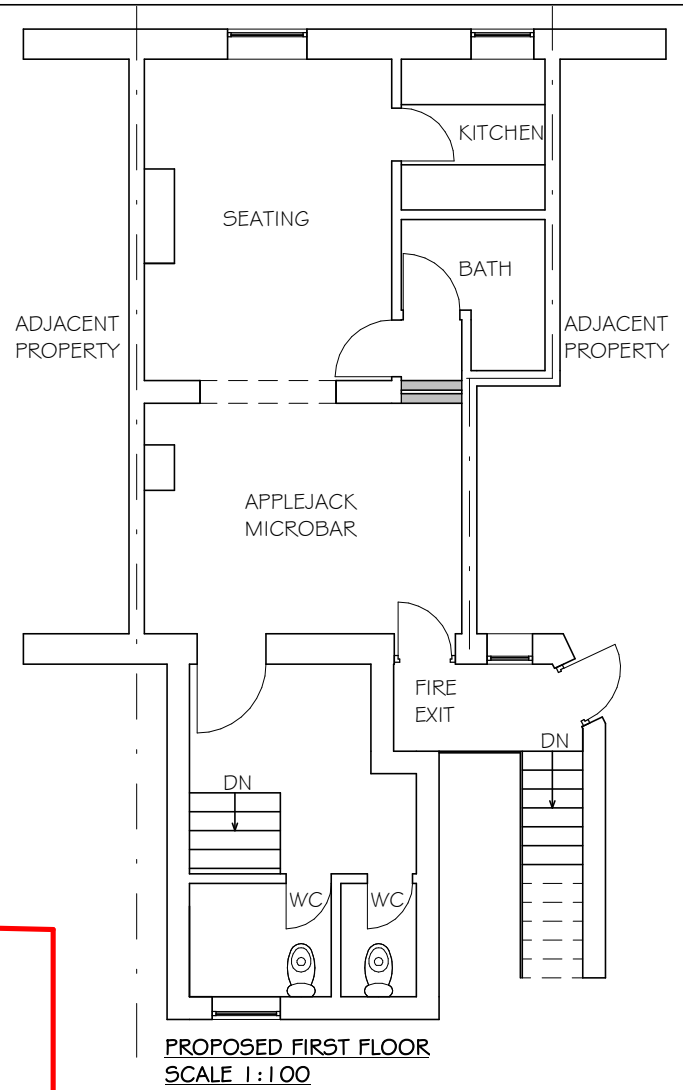 KITCHEN
SEATING
BATH
ADJACENT
PROPERTY
ADJACENT
PROPERTY
APPLEJACK
MICROBAR
FIRE
EXIT
DN
DN
WC
WC
PROPOSED FIRST FLOOR
SCALE 1:100